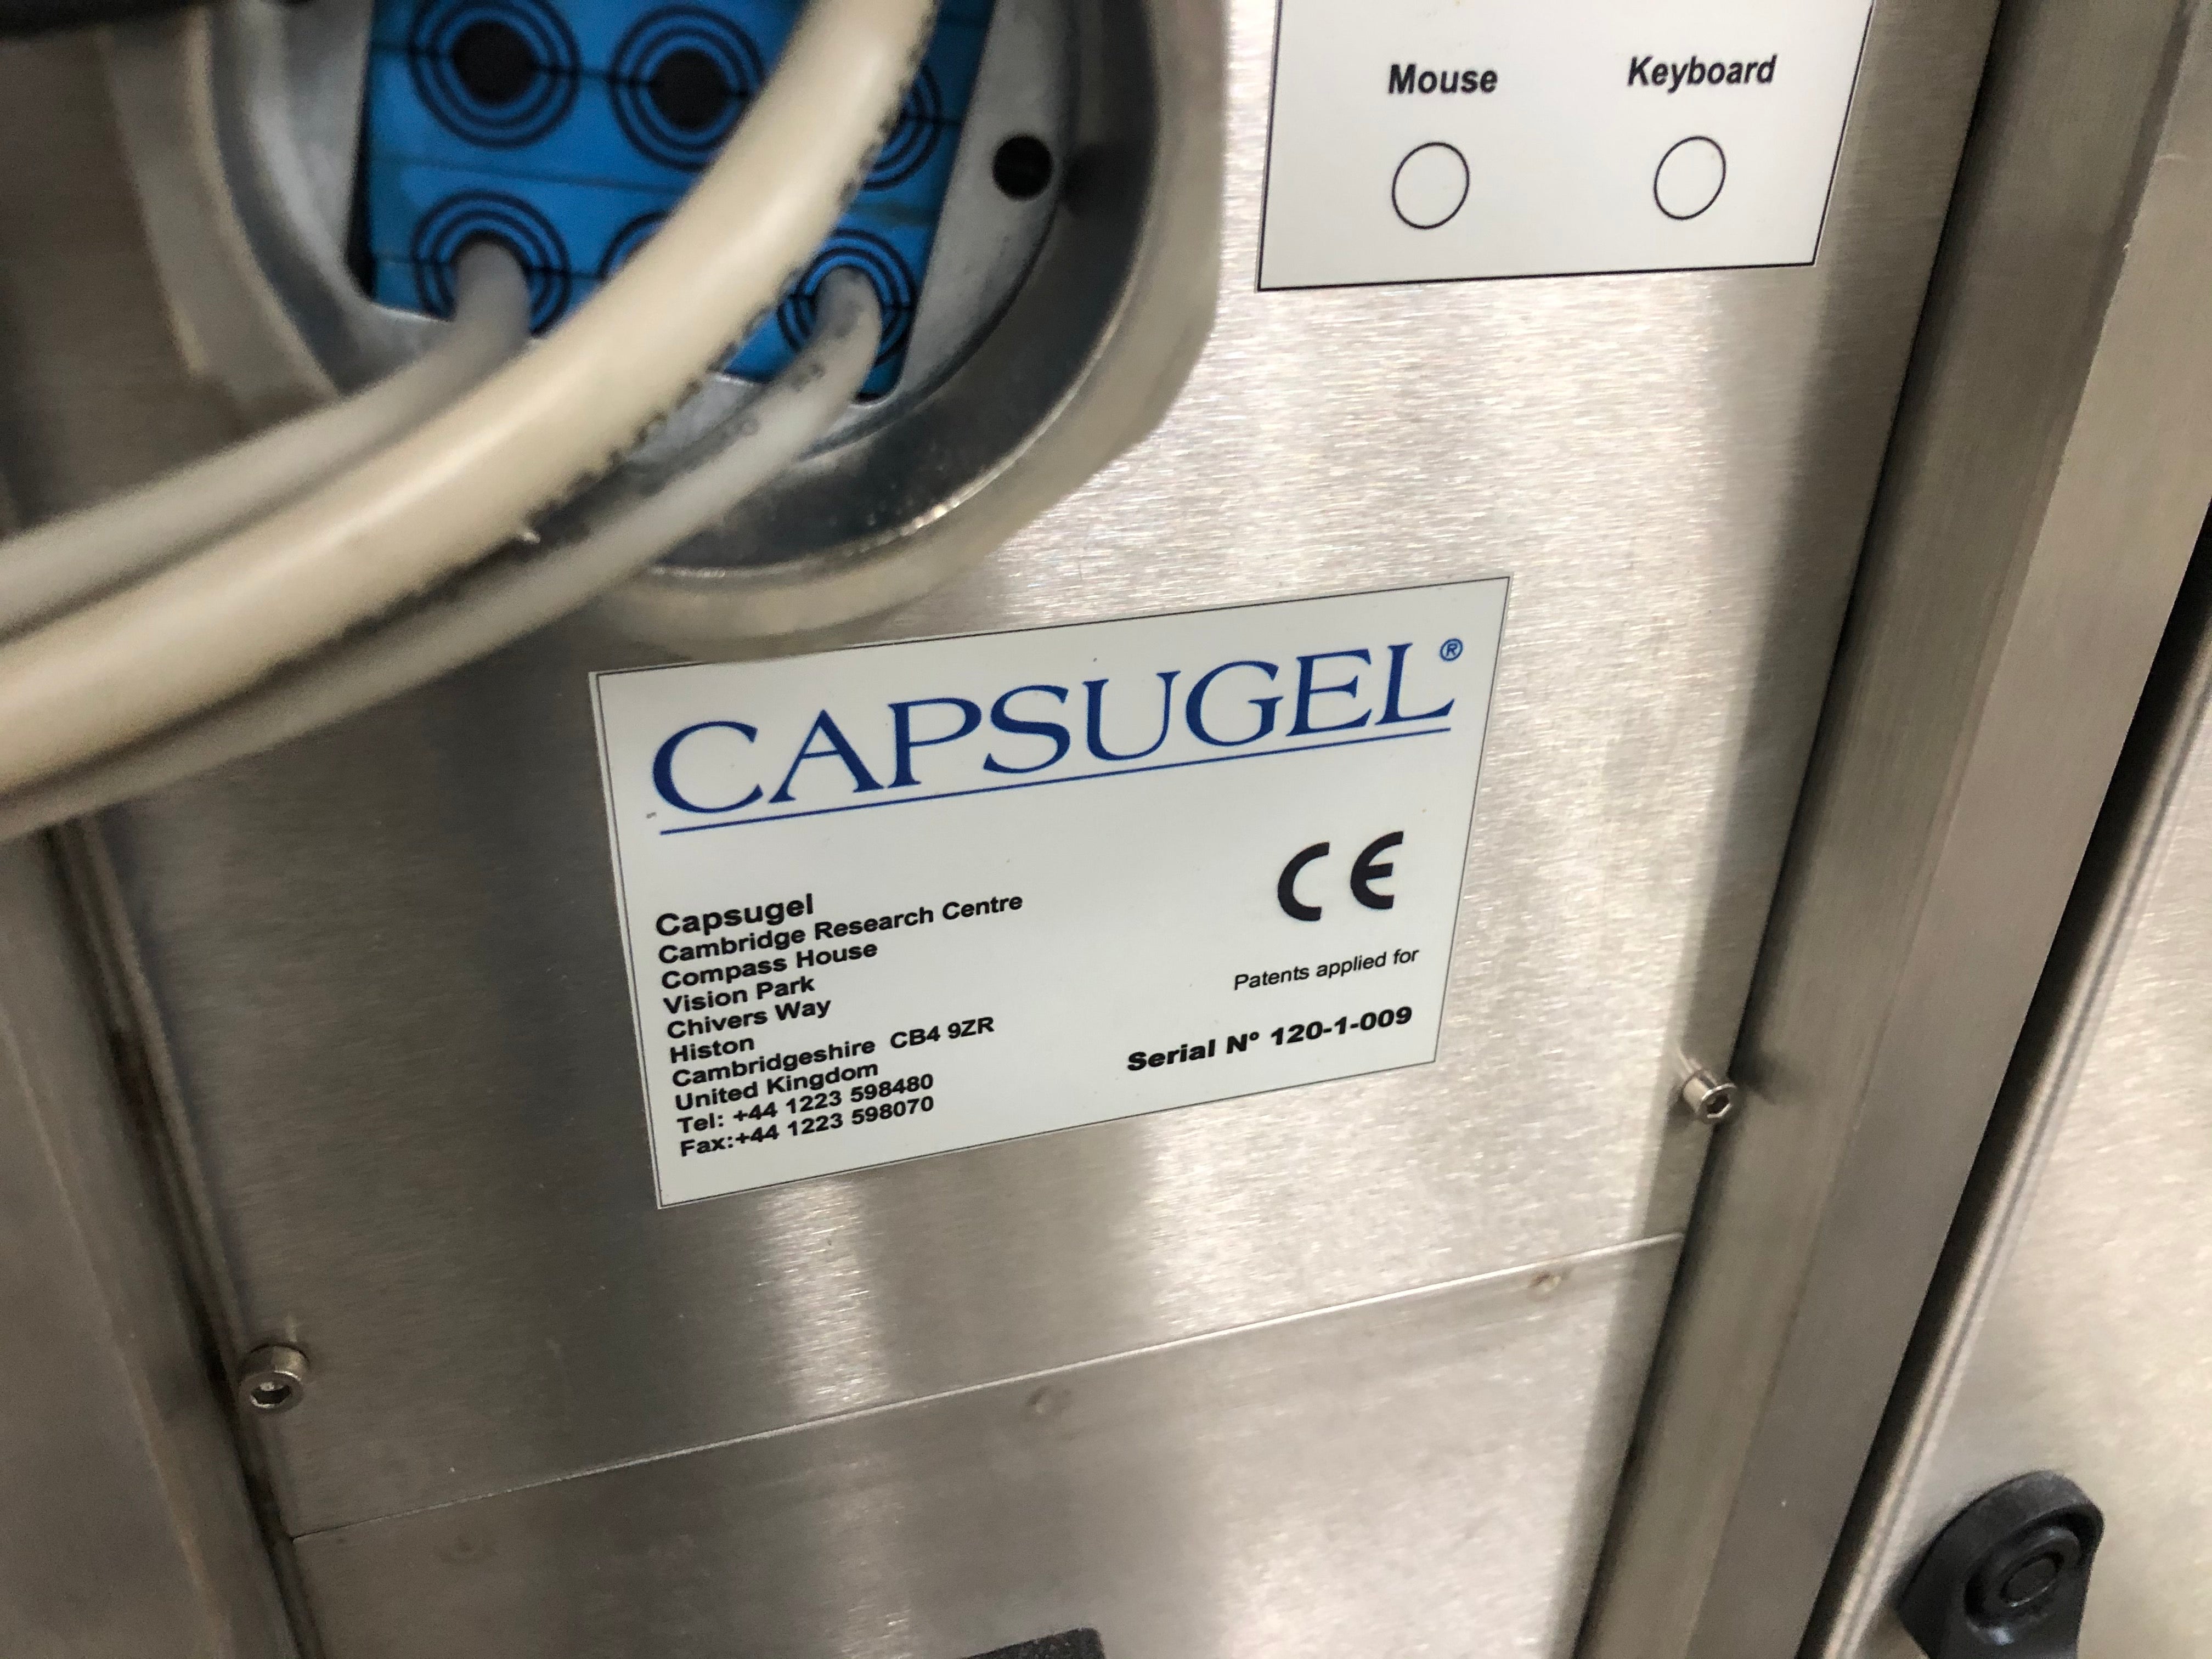 Mouse Keyboard
CAPSUGEL®
CE
Capsugel
Cambridge Research Centre
Compass House
Vision Park
Chivers Way
Histon
Cambridgeshire CB4 9ZR
United Kingdom
Tel: +44 1223 598480
Fax:+44 1223 598070
Patents applied for
Serial Nº 120-1-009